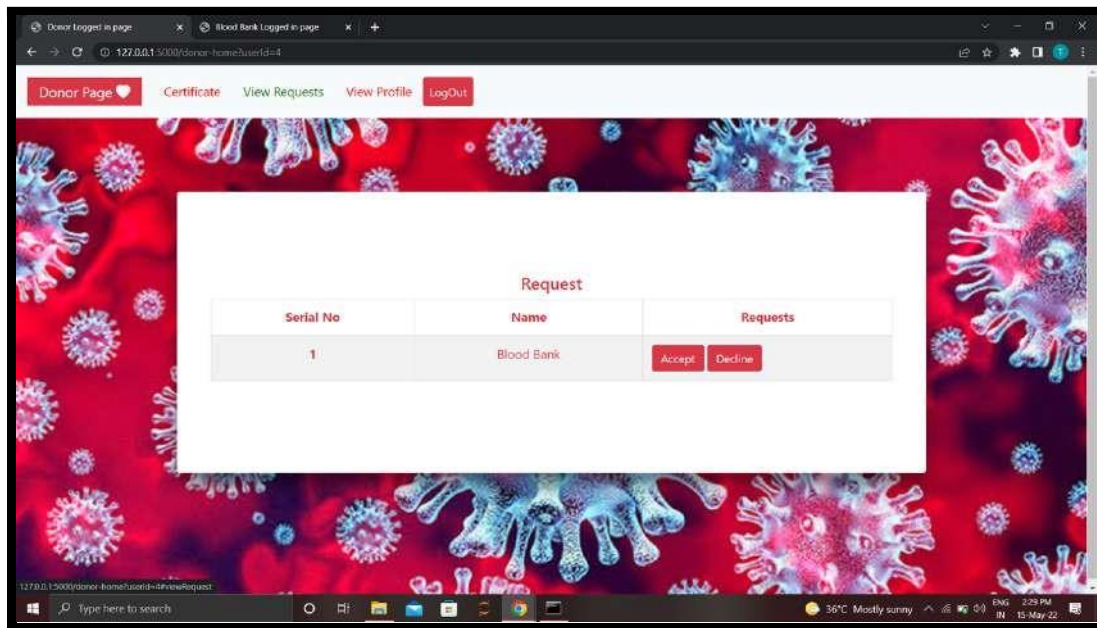 Donor Logged in page
Blood Bank Logged in page
127.0.0.1:5000/donor-home?userId=4
Donor Page
Certificate
View Requests
View Profile
LogOut
Request
Serial No Name Requests
1 Blood Bank Accept Decline
127.0.0.1:5000/donor-home?userId=4#viewRequest
Type here to search
36°C Mostly sunny
ENG
IN
2:29 PM
15-May-22